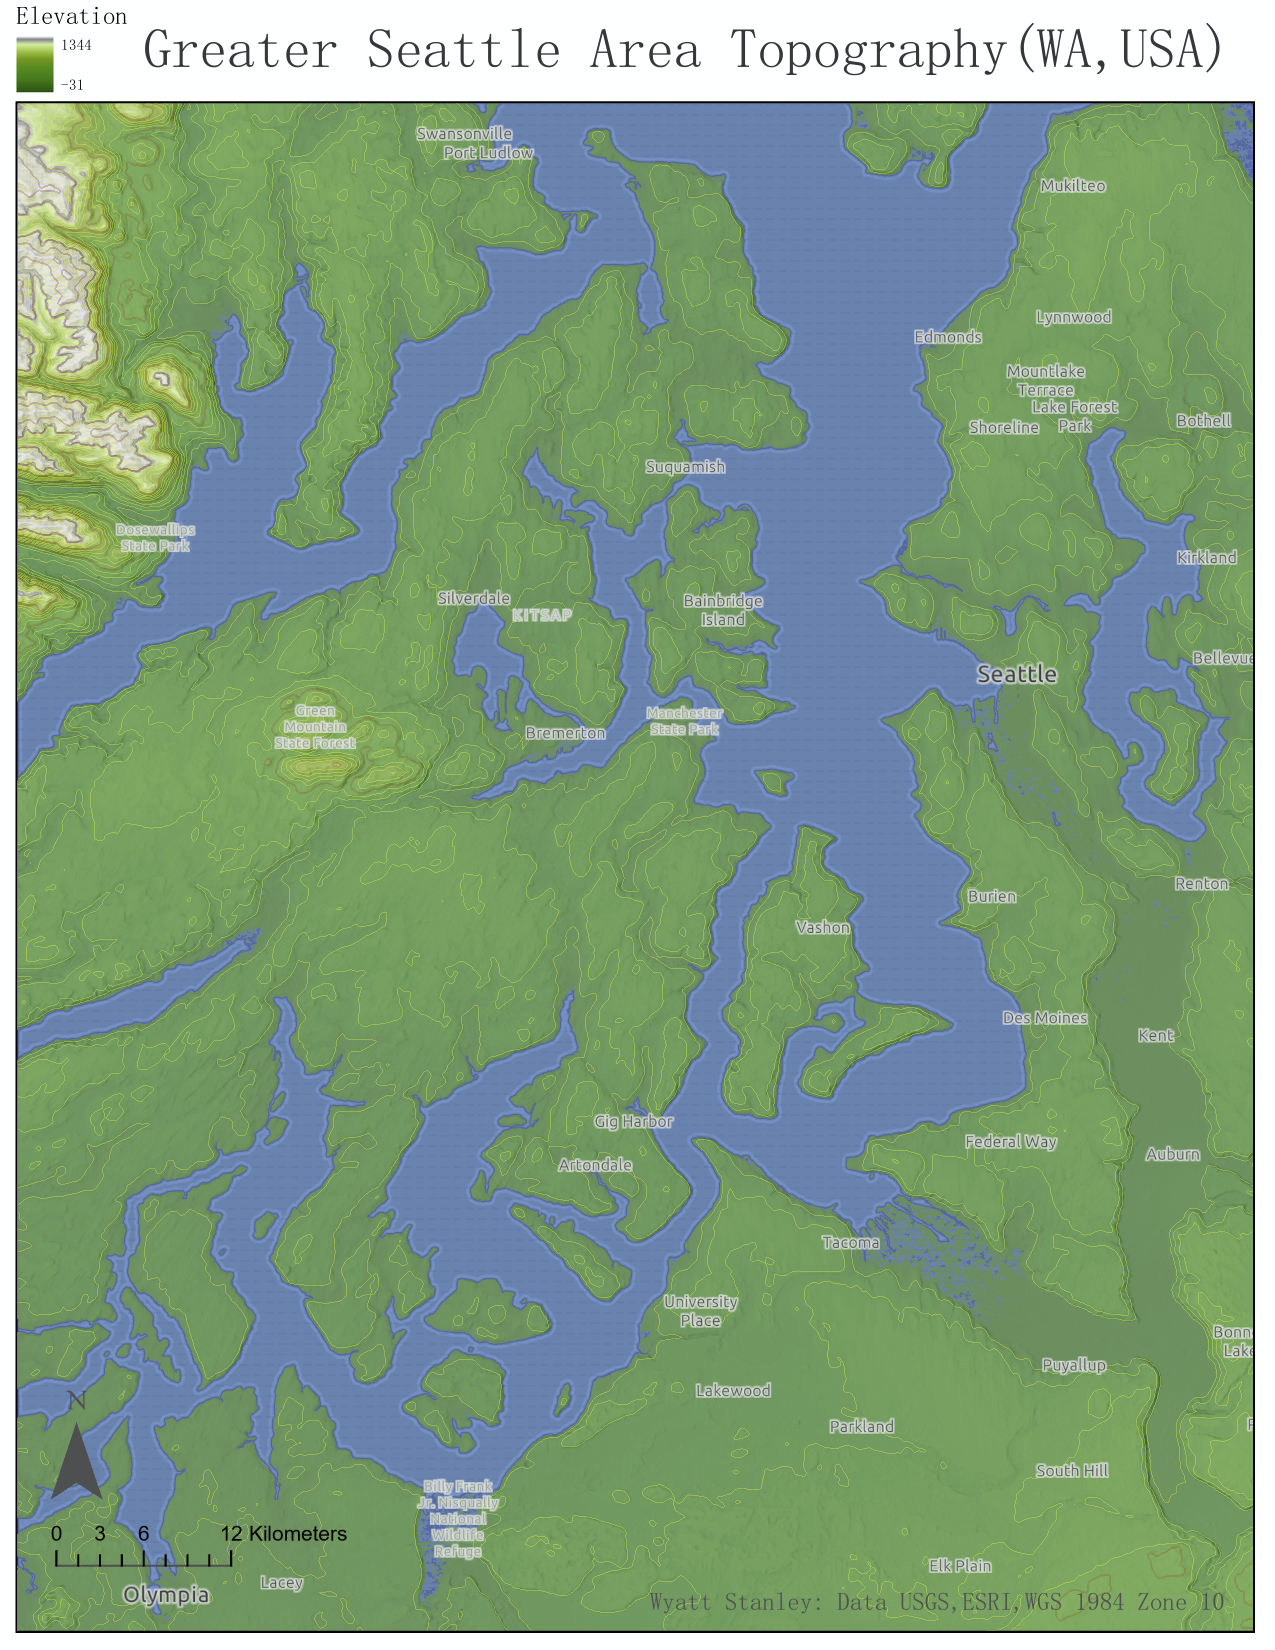 Elevation
1344
-31
Greater Seattle Area Topography(WA,USA)
Swansonville
Port Ludlow
Mukilteo
Lynnwood
Edmonds
Mountlake
Terrace
Lake Forest
Park
Shoreline
Bothell
Suquamish
Dosewallips
State Park
Kirkland
Silverdale
KITSAP
Bainbridge
Island
Bellevue
Seattle
Green
Mountain
State Forest
Manchester
State Park
Bremerton
Renton
Burien
Vashon
Des Moines
Kent
Gig Harbor
Federal Way
Auburn
Artondale
Tacoma
University
Place
Bonn
Lake
Puyallup
Lakewood
N
Parkland
South Hill
Billy Frank
Jr. Nisqually
National
Wildlife
Refuge
0 3 6 12 Kilometers
Elk Plain
Lacey
Olympia
Wyatt Stanley: Data USGS,ESRI,WGS 1984 Zone 10